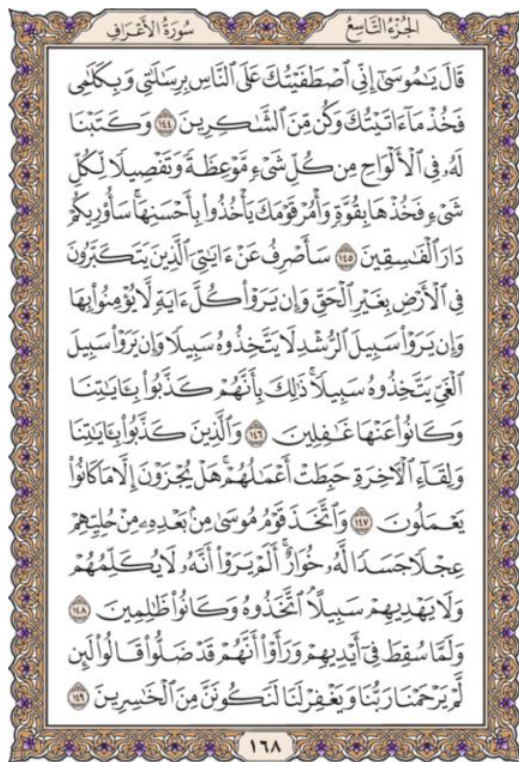 الجُزْءُ التَّاسِعُ
سُورَةُ الأَعْرَافِ
قَالَ يَٰمُوسَىٰٓ إِنِّي ٱصْطَفَيْتُكَ عَلَى ٱلنَّاسِ بِرِسَٰلَٰتِي وَبِكَلَٰمِي
فَخُذْ مَآ ءَاتَيْتُكَ وَكُن مِّنَ ٱلشَّٰكِرِينَ ١٤٤ وَكَتَبْنَا
لَهُۥ فِي ٱلْأَلْوَاحِ مِن كُلِّ شَيْءٍ مَّوْعِظَةً وَتَفْصِيلًا لِّكُلِّ
شَيْءٍ فَخُذْهَا بِقُوَّةٍ وَأْمُرْ قَوْمَكَ يَأْخُذُوا۟ بِأَحْسَنِهَاۚ سَأُو۟رِيكُمْ
دَارَ ٱلْفَٰسِقِينَ ١٤٥ سَأَصْرِفُ عَنْ ءَايَٰتِيَ ٱلَّذِينَ يَتَكَبَّرُونَ
فِي ٱلْأَرْضِ بِغَيْرِ ٱلْحَقِّ وَإِن يَرَوْا۟ كُلَّ ءَايَةٍ لَّا يُؤْمِنُوا۟ بِهَا
وَإِن يَرَوْا۟ سَبِيلَ ٱلرُّشْدِ لَا يَتَّخِذُوهُ سَبِيلًا وَإِن يَرَوْا۟ سَبِيلَ
ٱلْغَيِّ يَتَّخِذُوهُ سَبِيلًاۚ ذَٰلِكَ بِأَنَّهُمْ كَذَّبُوا۟ بِـَٔايَٰتِنَا
وَكَانُوا۟ عَنْهَا غَٰفِلِينَ ١٤٦ وَٱلَّذِينَ كَذَّبُوا۟ بِـَٔايَٰتِنَا
وَلِقَآءِ ٱلْءَاخِرَةِ حَبِطَتْ أَعْمَٰلُهُمْۚ هَلْ يُجْزَوْنَ إِلَّا مَا كَانُوا۟
يَعْمَلُونَ ١٤٧ وَٱتَّخَذَ قَوْمُ مُوسَىٰ مِنۢ بَعْدِهِۦ مِنْ حُلِيِّهِمْ
عِجْلًا جَسَدًا لَّهُۥ خُوَارٌۚ أَلَمْ يَرَوْا۟ أَنَّهُۥ لَا يُكَلِّمُهُمْ
وَلَا يَهْدِيهِمْ سَبِيلًاۘ ٱتَّخَذُوهُ وَكَانُوا۟ ظَٰلِمِينَ ١٤٨
وَلَمَّا سُقِطَ فِيٓ أَيْدِيهِمْ وَرَأَوْا۟ أَنَّهُمْ قَدْ ضَلُّوا۟ قَالُوا۟ لَئِن
لَّمْ يَرْحَمْنَا رَبُّنَا وَيَغْفِرْ لَنَا لَنَكُونَنَّ مِنَ ٱلْخَٰسِرِينَ ١٤٩
١٦٨